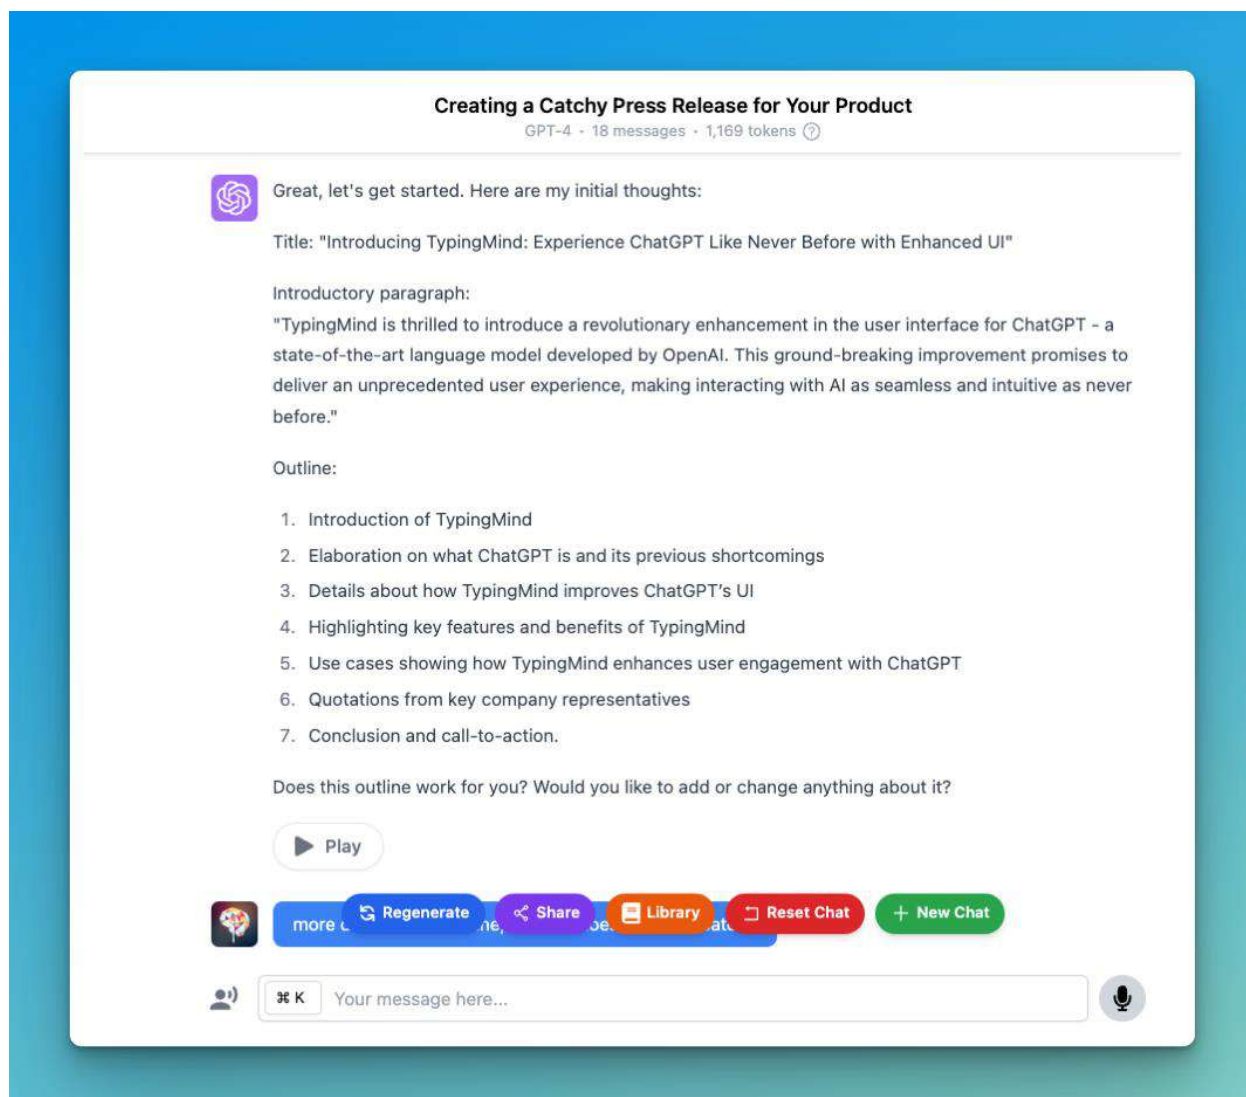 Creating a Catchy Press Release for Your Product
GPT-4 • 18 messages • 1,169 tokens ?
Great, let's get started. Here are my initial thoughts:
Title: "Introducing TypingMind: Experience ChatGPT Like Never Before with Enhanced UI"
Introductory paragraph:
"TypingMind is thrilled to introduce a revolutionary enhancement in the user interface for ChatGPT - a
state-of-the-art language model developed by OpenAI. This ground-breaking improvement promises to
deliver an unprecedented user experience, making interacting with AI as seamless and intuitive as never
before."
Outline:
1. Introduction of TypingMind
2. Elaboration on what ChatGPT is and its previous shortcomings
3. Details about how TypingMind improves ChatGPT's UI
4. Highlighting key features and benefits of TypingMind
5. Use cases showing how TypingMind enhances user engagement with ChatGPT
6. Quotations from key company representatives
7. Conclusion and call-to-action.
Does this outline work for you? Would you like to add or change anything about it?
Play
Regenerate Share Library Reset Chat + New Chat
more
⌘ K Your message here...